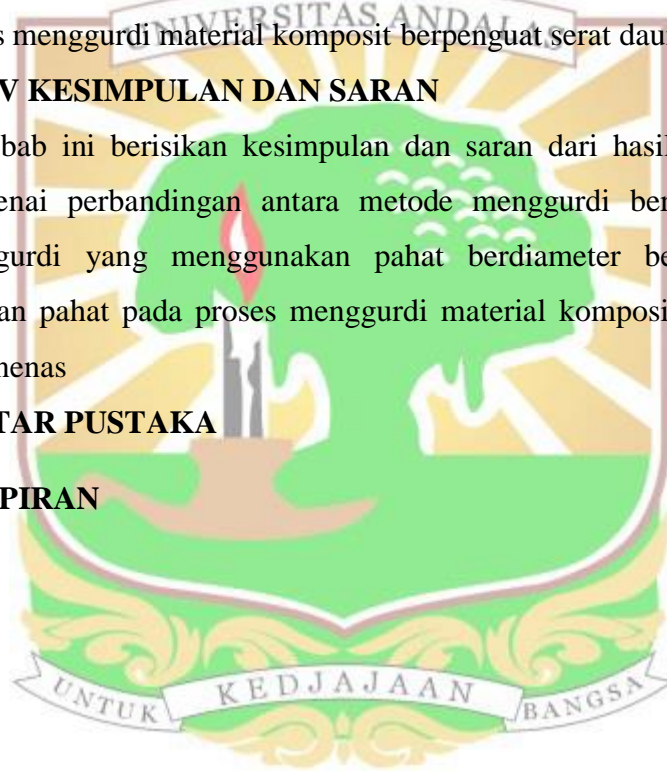 UNIVERSITAS ANDALAS
s menggurdi material komposit berpenguat serat dau
V KESIMPULAN DAN SARAN
bab ini berisikan kesimpulan dan saran dari hasil
enai perbandingan antara metode menggurdi ber
gurdi yang menggunakan pahat berdiameter be
an pahat pada proses menggurdi material komposi
nenas
TAR PUSTAKA
PIRAN
UNTUK KEDJAJAAN BANGSA